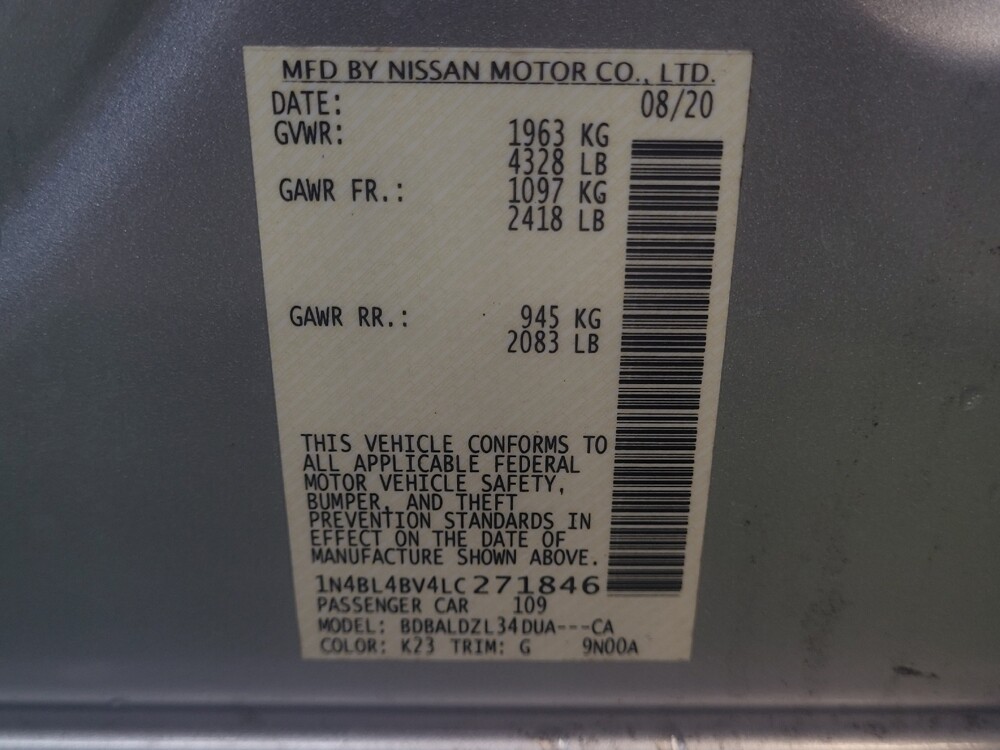 MFD BY NISSAN MOTOR CO., LTD.
DATE: 08/20
GVWR: 1963 KG
4328 LB
GAWR FR.: 1097 KG
2418 LB
GAWR RR.: 945 KG
2083 LB
THIS VEHICLE CONFORMS TO
ALL APPLICABLE FEDERAL
MOTOR VEHICLE SAFETY,
BUMPER, AND THEFT
PREVENTION STANDARDS IN
EFFECT ON THE DATE OF
MANUFACTURE SHOWN ABOVE.
1N4BL4BV4LC271846
PASSENGER CAR 109
MODEL: BDBALDZL34DUA---CA
COLOR: K23 TRIM: G 9N00A